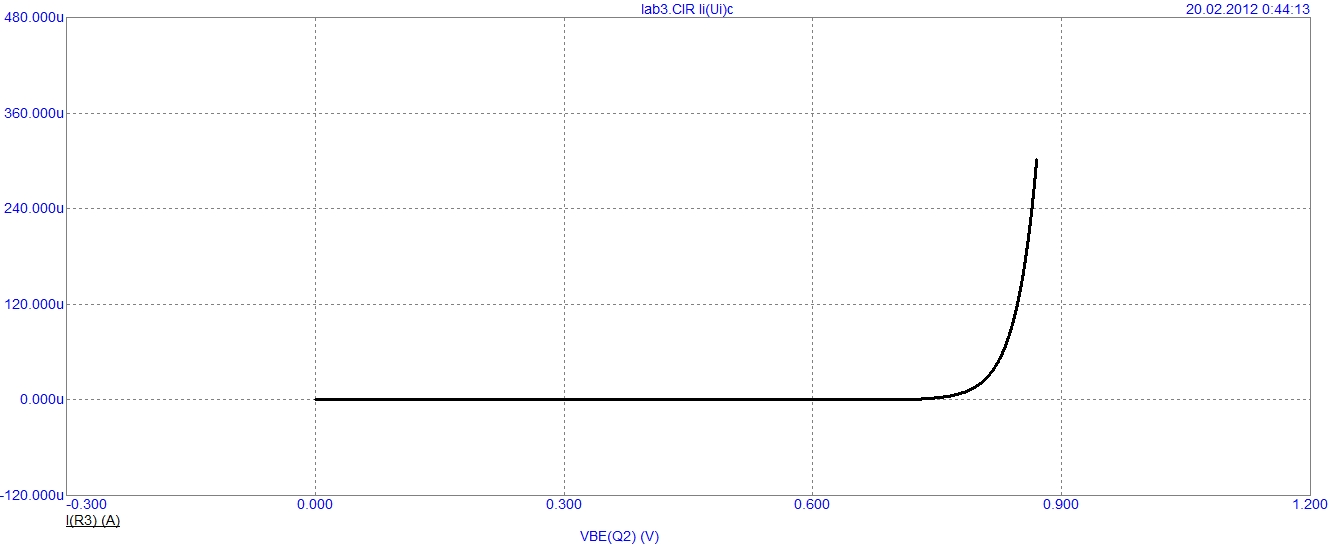 lab3.CIR Ii(Ui)c
20.02.2012 0:44:13
480.000u
360.000u
240.000u
120.000u
0.000u
-120.000u
-0.300 0.000 0.300 0.600 0.900 1.200
I(R3) (A)
VBE(Q2) (V)